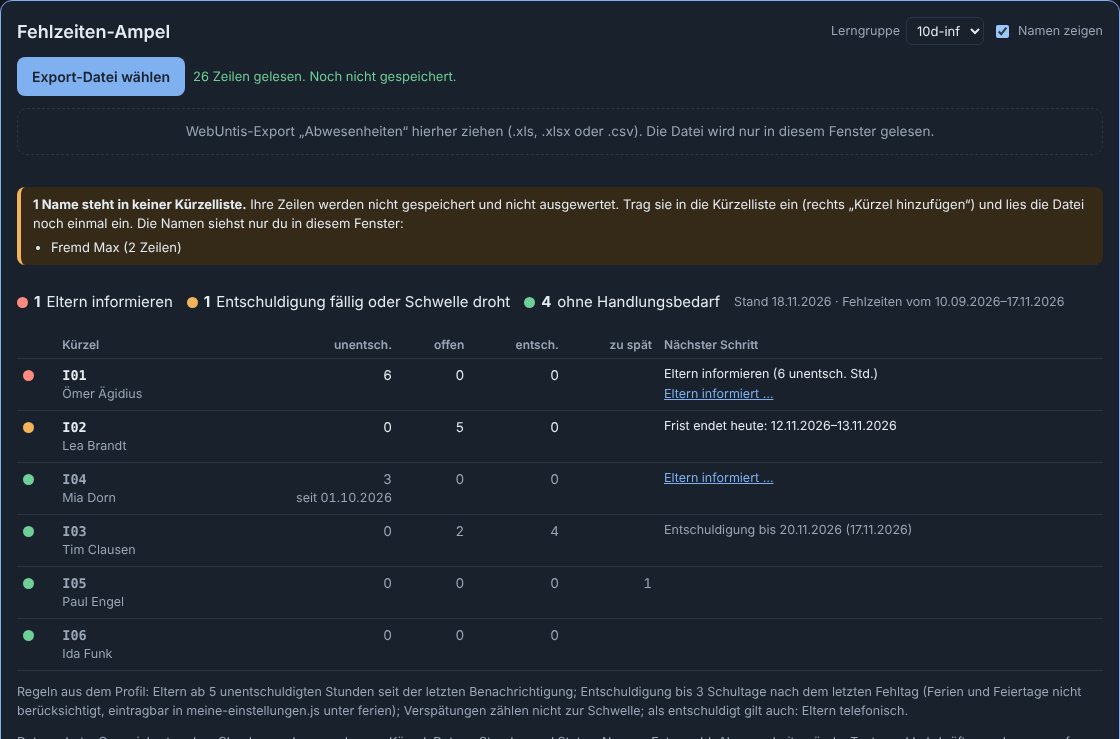 Fehlzeiten-Ampel
Lerngruppe 10d-inf Namen zeigen
Export-Datei wählen 26 Zeilen gelesen. Noch nicht gespeichert.
WebUntis-Export „Abwesenheiten“ hierher ziehen (.xls, .xlsx oder .csv). Die Datei wird nur in diesem Fenster gelesen.
1 Name steht in keiner Kürzelliste. Ihre Zeilen werden nicht gespeichert und nicht ausgewertet. Trag sie in die Kürzelliste ein (rechts „Kürzel hinzufügen“) und lies die Datei
noch einmal ein. Die Namen siehst nur du in diesem Fenster:
• Fremd Max (2 Zeilen)
1 Eltern informieren 1 Entschuldigung fällig oder Schwelle droht 4 ohne Handlungsbedarf Stand 18.11.2026 · Fehlzeiten vom 10.09.2026–17.11.2026
Kürzel unentsch. offen entsch. zu spät Nächster Schritt
I01 6 0 0 Eltern informieren (6 unentsch. Std.)
Ömer Ägidius Eltern informiert …
I02 0 5 0 Frist endet heute: 12.11.2026–13.11.2026
Lea Brandt
I04 3 0 0 Eltern informiert …
Mia Dorn seit 01.10.2026
I03 0 2 4 Entschuldigung bis 20.11.2026 (17.11.2026)
Tim Clausen
I05 0 0 0 1
Paul Engel
I06 0 0 0
Ida Funk
Regeln aus dem Profil: Eltern ab 5 unentschuldigten Stunden seit der letzten Benachrichtigung; Entschuldigung bis 3 Schultage nach dem letzten Fehltag (Ferien und Feiertage nicht
berücksichtigt, eintragbar in meine-einstellungen.js unter ferien); Verspätungen zählen nicht zur Schwelle; als entschuldigt gilt auch: Eltern telefonisch.